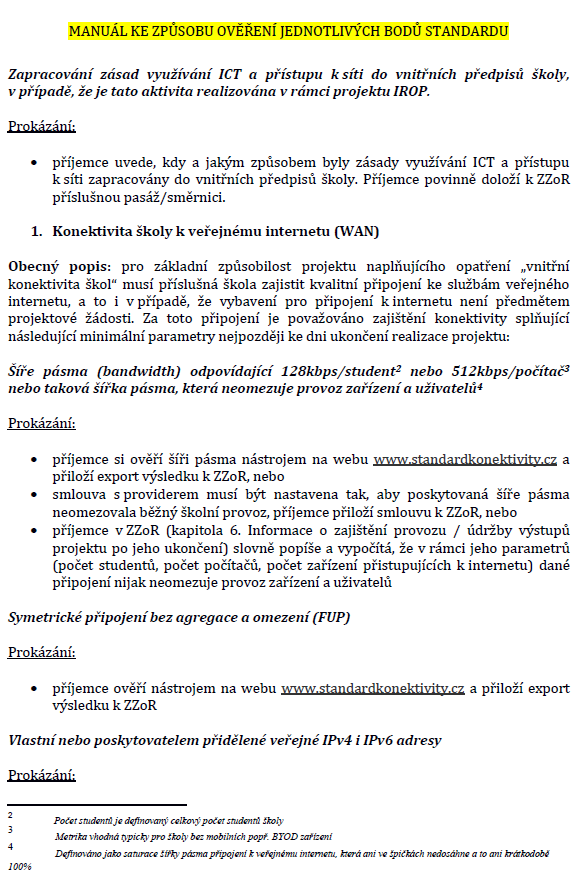 MANUÁL KE ZPŮSOBU OVĚŘENÍ JEDNOTLIVÝCH BODŮ STANDARDU
Zapracování zásad využívání ICT a přístupu k síti do vnitřních předpisů školy,
v případě, že je tato aktivita realizována v rámci projektu IROP.
Prokázání:
• příjemce uvede, kdy a jakým způsobem byly zásady využívání ICT a přístupu
k síti zapracovány do vnitřních předpisů školy. Příjemce povinně doloží k ZZoR
příslušnou pasáž/směrnici.
1. Konektivita školy k veřejnému internetu (WAN)
Obecný popis: pro základní způsobilost projektu naplňujícího opatření „vnitřní
konektivita škol“ musí příslušná škola zajistit kvalitní připojení ke službám veřejného
internetu, a to i v případě, že vybavení pro připojení k internetu není předmětem
projektové žádosti. Za toto připojení je považováno zajištění konektivity splňující
následující minimální parametry nejpozději ke dni ukončení realizace projektu:
Šíře pásma (bandwidth) odpovídající 128kbps/student² nebo 512kbps/počítač³
nebo taková šířka pásma, která neomezuje provoz zařízení a uživatelů⁴
Prokázání:
• příjemce si ověří šíři pásma nástrojem na webu www.standardkonektivity.cz a
přiloží export výsledku k ZZoR, nebo
• smlouva s providerem musí být nastavena tak, aby poskytovaná šíře pásma
neomezovala běžný školní provoz, příjemce přiloží smlouvu k ZZoR, nebo
• příjemce v ZZoR (kapitola 6. Informace o zajištění provozu / údržby výstupů
projektu po jeho ukončení) slovně popíše a vypočítá, že v rámci jeho parametrů
(počet studentů, počet počítačů, počet zařízení přistupujících k internetu) dané
připojení nijak neomezuje provoz zařízení a uživatelů
Symetrické připojení bez agregace a omezení (FUP)
Prokázání:
• příjemce ověří nástrojem na webu www.standardkonektivity.cz a přiloží export
výsledku k ZZoR
Vlastní nebo poskytovatelem přidělené veřejné IPv4 i IPv6 adresy
Prokázání:
2 Počet studentů je definovaný celkový počet studentů školy
3 Metrika vhodná typicky pro školy bez mobilních popř. BYOD zařízení
4 Definováno jako saturace šířky pásma připojení k veřejnému internetu, která ani ve špičkách nedosáhne a to ani krátkodobě
100%